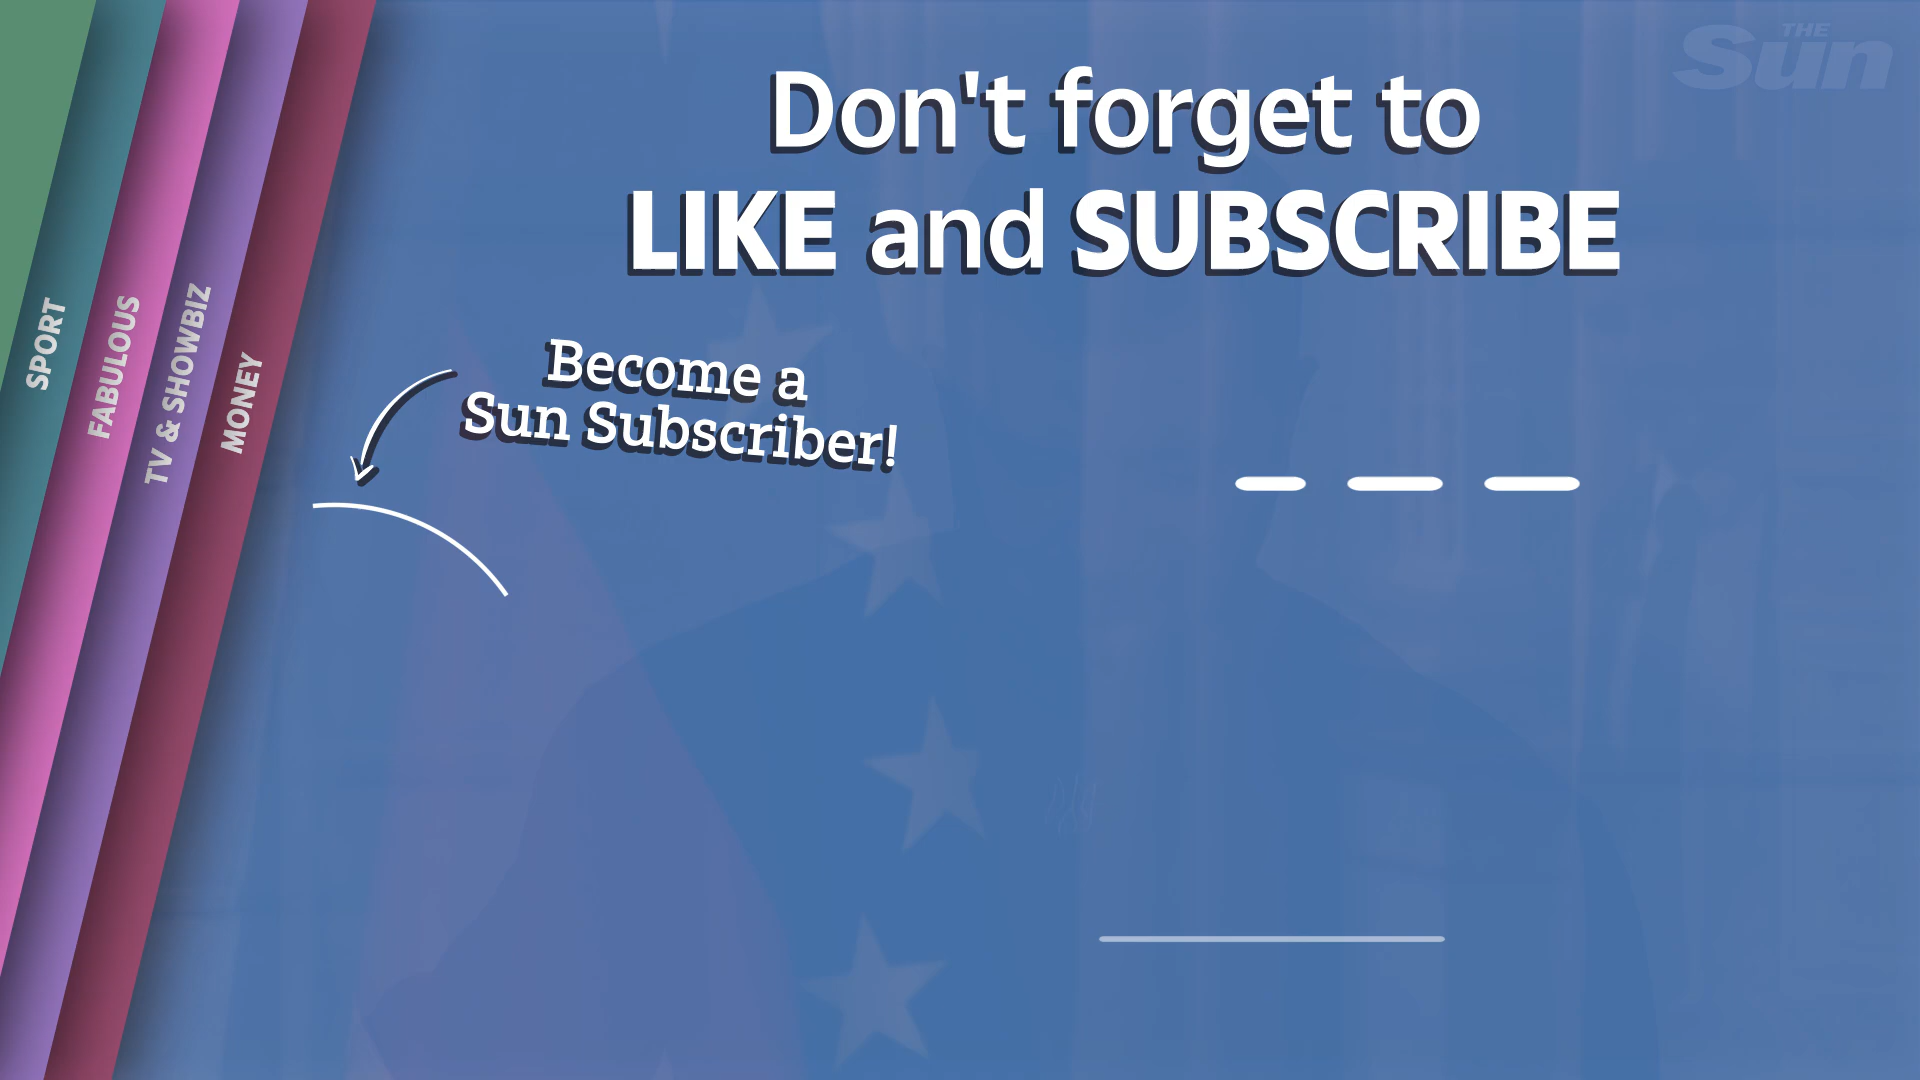 THE
Sun
Don't forget to
LIKE and SUBSCRIBE
Become a
Sun Subscriber!
SPORT
FABULOUS
TV & SHOWBIZ
MONEY